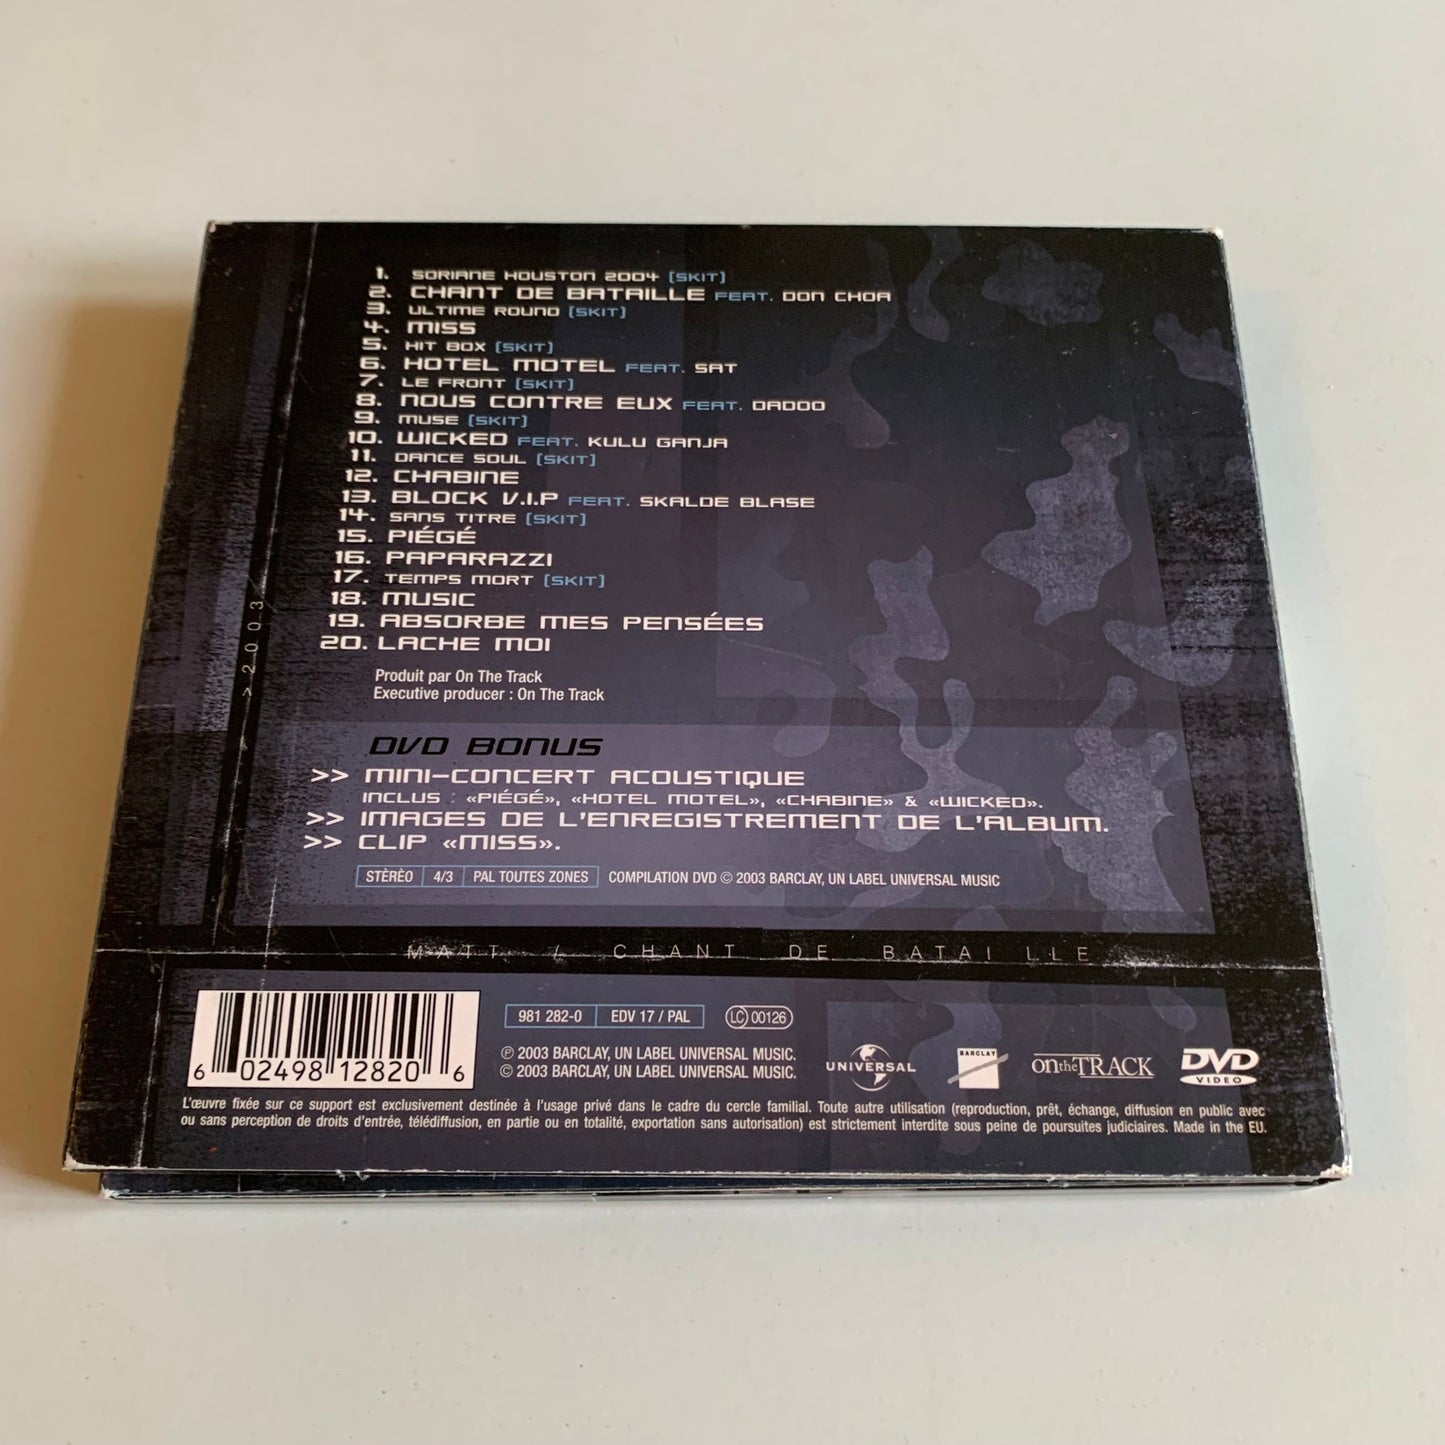 1. SORIANE HOUSTON 2004 [SKIT]
2. CHANT DE BATAILLE FEAT. DON CHOA
3. ULTIME ROUND [SKIT]
4. MISS
5. HIT BOX [SKIT]
6. HOTEL MOTEL FEAT. SAT
7. LE FRONT [SKIT]
8. NOUS CONTRE EUX FEAT. DADOO
9. MUSE [SKIT]
10. WICKED FEAT. KULU GANJA
11. DANCE SOUL [SKIT]
12. CHABINE
13. BLOCK V.I.P FEAT. SKALDE BLASE
14. SANS TITRE [SKIT]
15. PIÉGÉ
16. PAPARAZZI
17. TEMPS MORT [SKIT]
18. MUSIC
19. ABSORBE MES PENSÉES
20. LACHE MOI
>2003
Produit par On The Track
Executive producer : On The Track
DVD BONUS
>> MINI-CONCERT ACOUSTIQUE
INCLUS : «PIÉGÉ», «HOTEL MOTEL», «CHABINE» & «WICKED».
>> IMAGES DE L'ENREGISTREMENT DE L'ALBUM.
>> CLIP «MISS».
STÈRÈO 4/3 PAL TOUTES ZONES COMPILATION DVD © 2003 BARCLAY, UN LABEL UNIVERSAL MUSIC
MATT / CHANT DE BATAILLE
6 02498 12820 6
981 282-0 EDV 17 / PAL LC 00126
℗ 2003 BARCLAY, UN LABEL UNIVERSAL MUSIC.
© 2003 BARCLAY, UN LABEL UNIVERSAL MUSIC.
UNIVERSAL
BARCLAY
on the TRACK
DVD
VIDEO
L'œuvre fixée sur ce support est exclusivement destinée à l'usage privé dans le cadre du cercle familial. Toute autre utilisation (reproduction, prêt, échange, diffusion en public avec
ou sans perception de droits d'entrée, télédiffusion, en partie ou en totalité, exportation sans autorisation) est strictement interdite sous peine de poursuites judiciaires. Made in the EU.